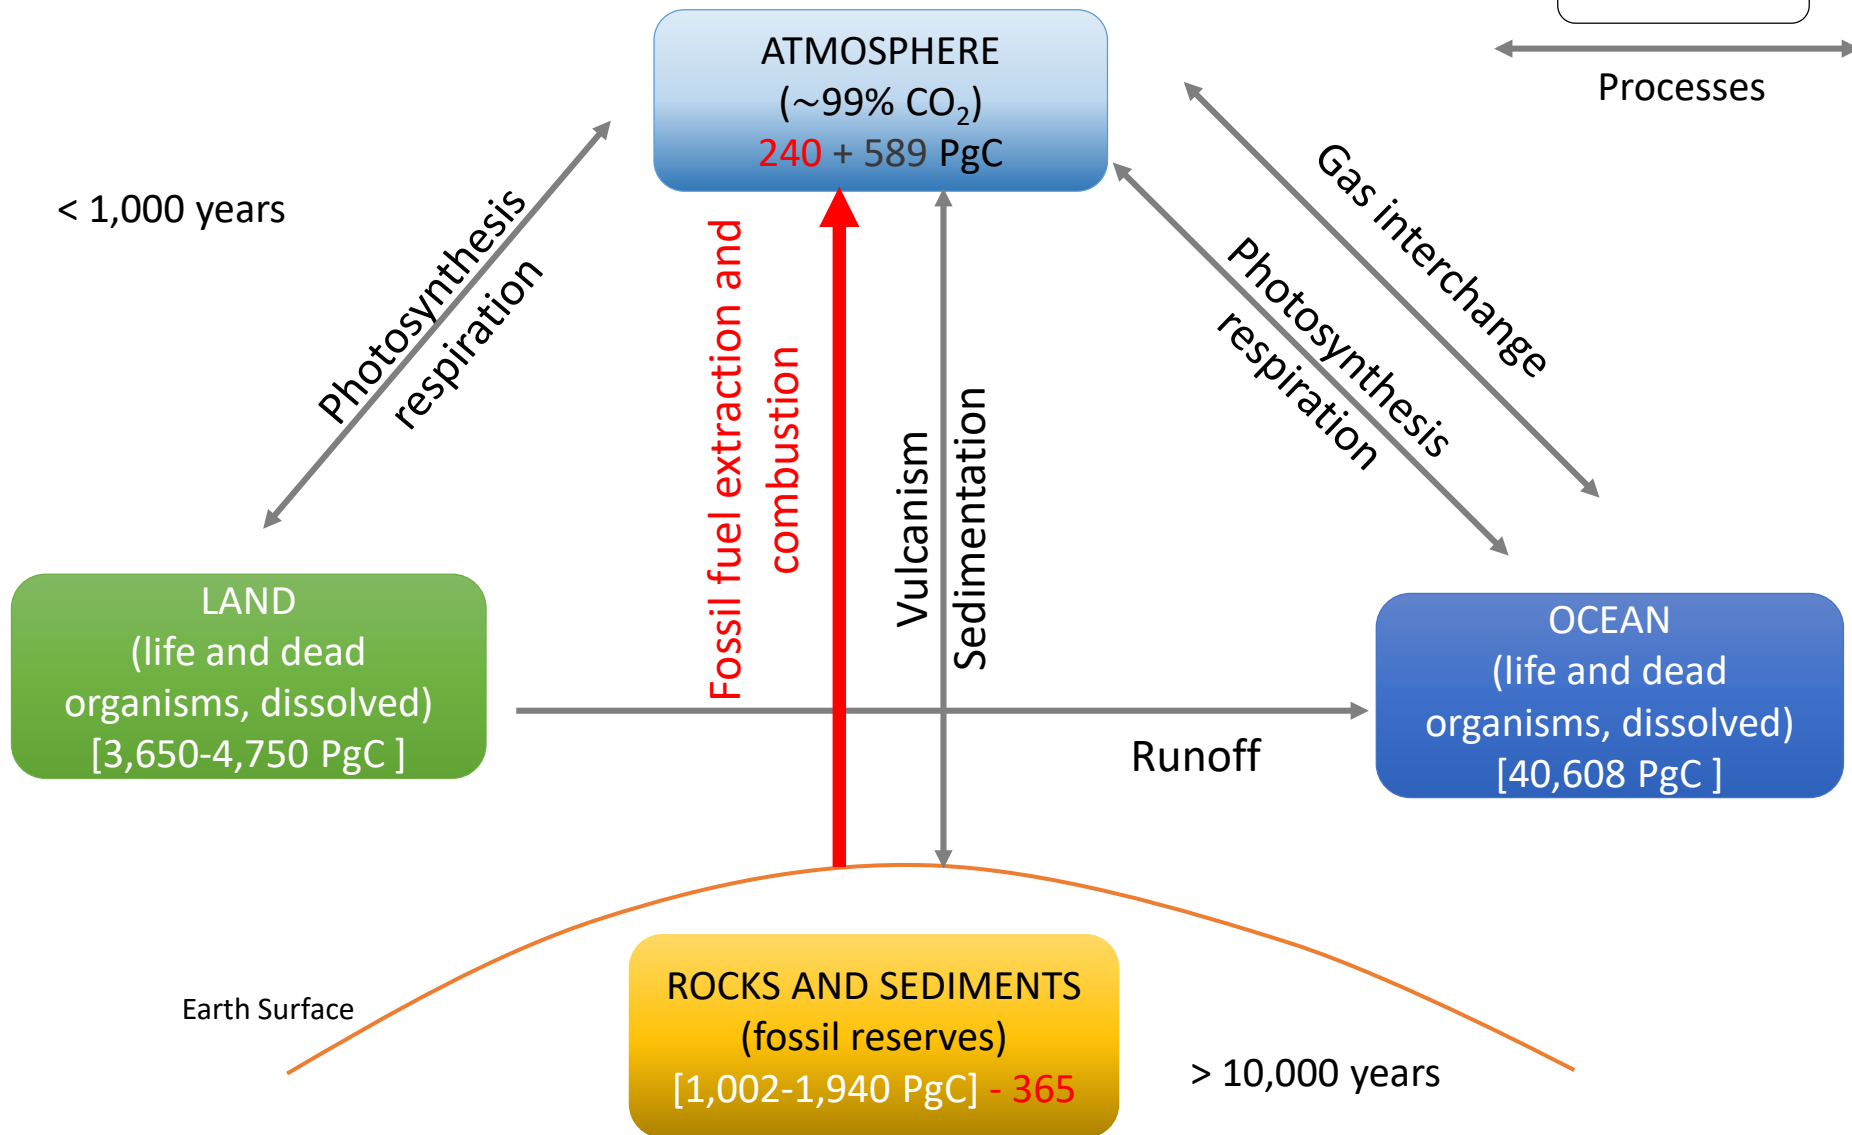 ATMOSPHERE
(~99% CO₂)
240 + 589 PgC
Processes
< 1,000 years
Photosynthesis
respiration
Fossil fuel extraction and
combustion
Vulcanism
Sedimentation
Gas interchange
Photosynthesis
respiration
LAND
(life and dead
organisms, dissolved)
[3,650-4,750 PgC ]
Runoff
OCEAN
(life and dead
organisms, dissolved)
[40,608 PgC ]
Earth Surface
ROCKS AND SEDIMENTS
(fossil reserves)
[1,002-1,940 PgC] - 365
> 10,000 years